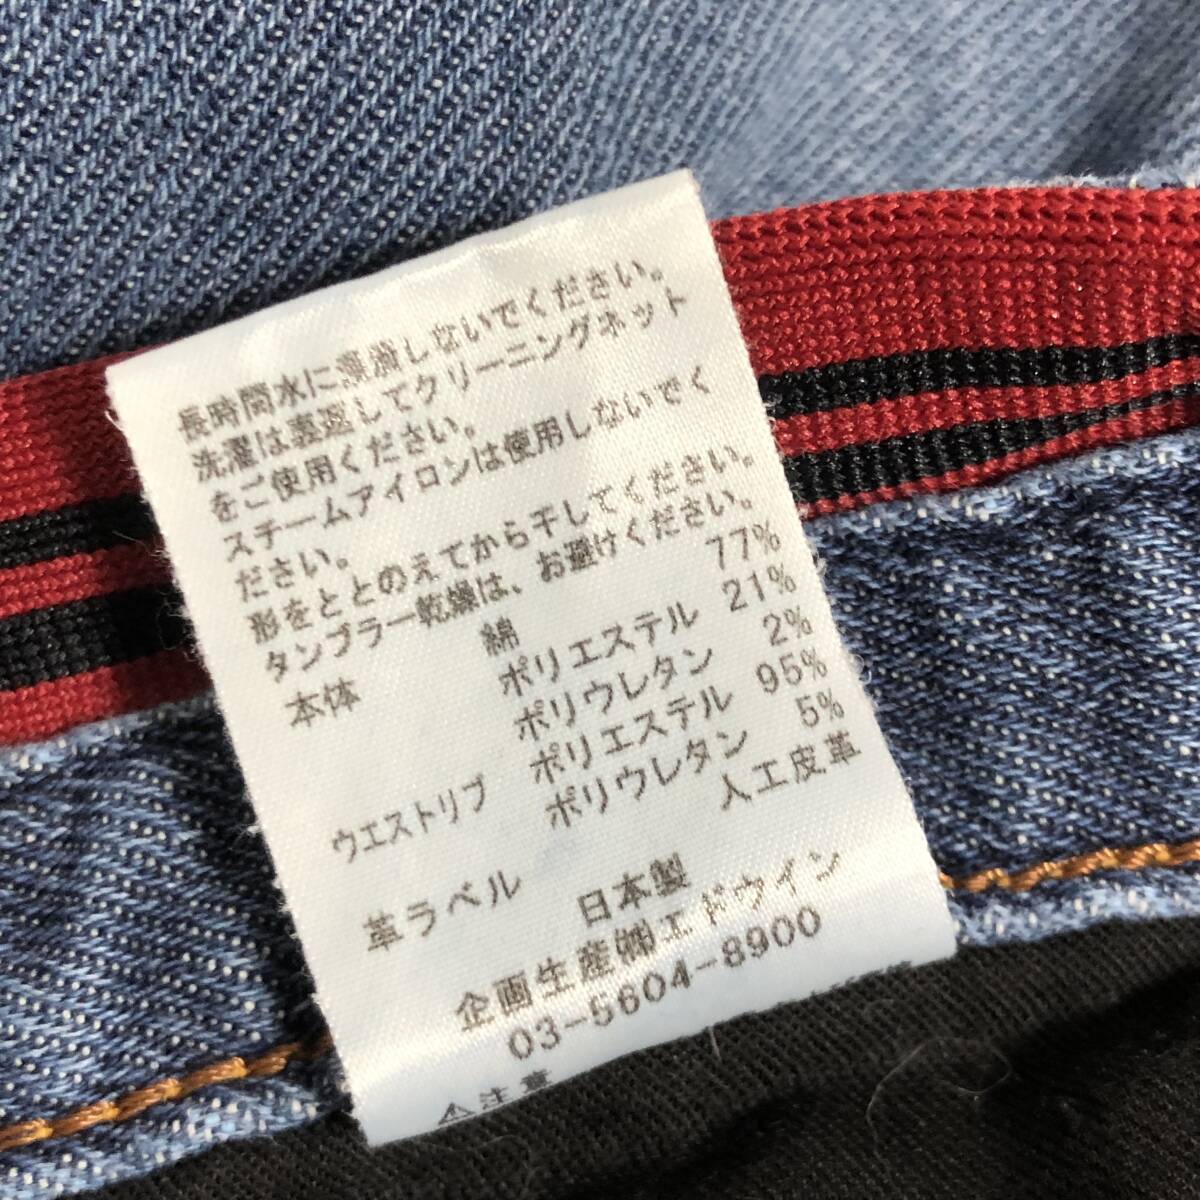 長時間水に浸漬しないでください。
洗濯は裏返してクリーニングネット
をご使用ください。
スチームアイロンは使用しないでく
ださい。
形をととのえてから干してください。
タンブラー乾燥は、お避けください。
本体 綿 77%
ポリエステル 21%
ポリウレタン 2%
ウエストリブ ポリエステル 95%
ポリウレタン 5%
革ラベル 人工皮革
日本製
企画生産㈱エドウイン
03-5604-8900